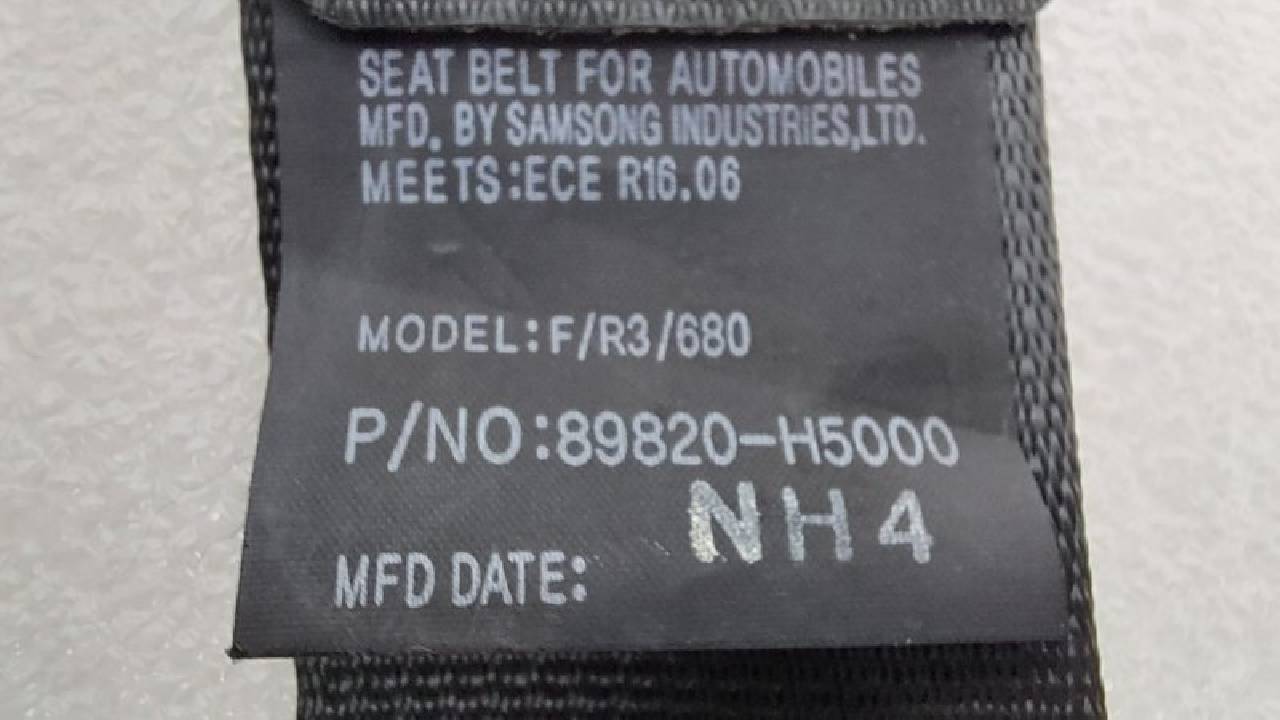 SEAT BELT FOR AUTOMOBILES
MFD. BY SAMSONG INDUSTRIES,LTD.
MEETS:ECE R16.06
MODEL:F/R3/680
P/NO:89820-H5000
NH4
MFD DATE: